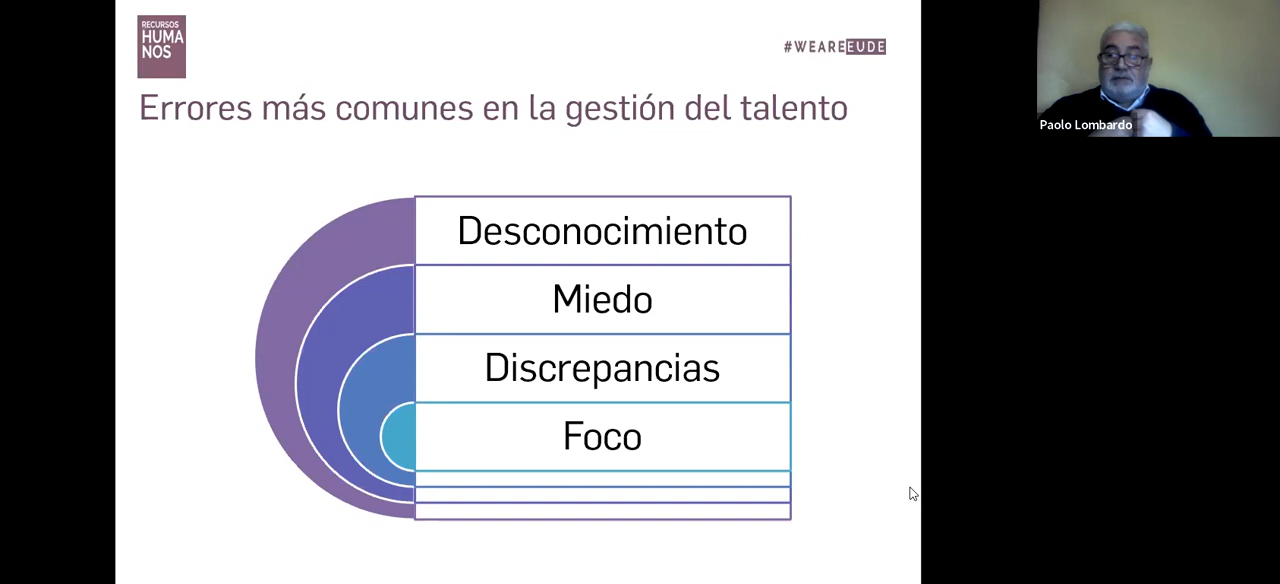 RECURSOS
HUMA
NOS
#WEAREEUDE
Errores más comunes en la gestión del talento
Desconocimiento
Miedo
Discrepancias
Foco
Paolo Lombardo